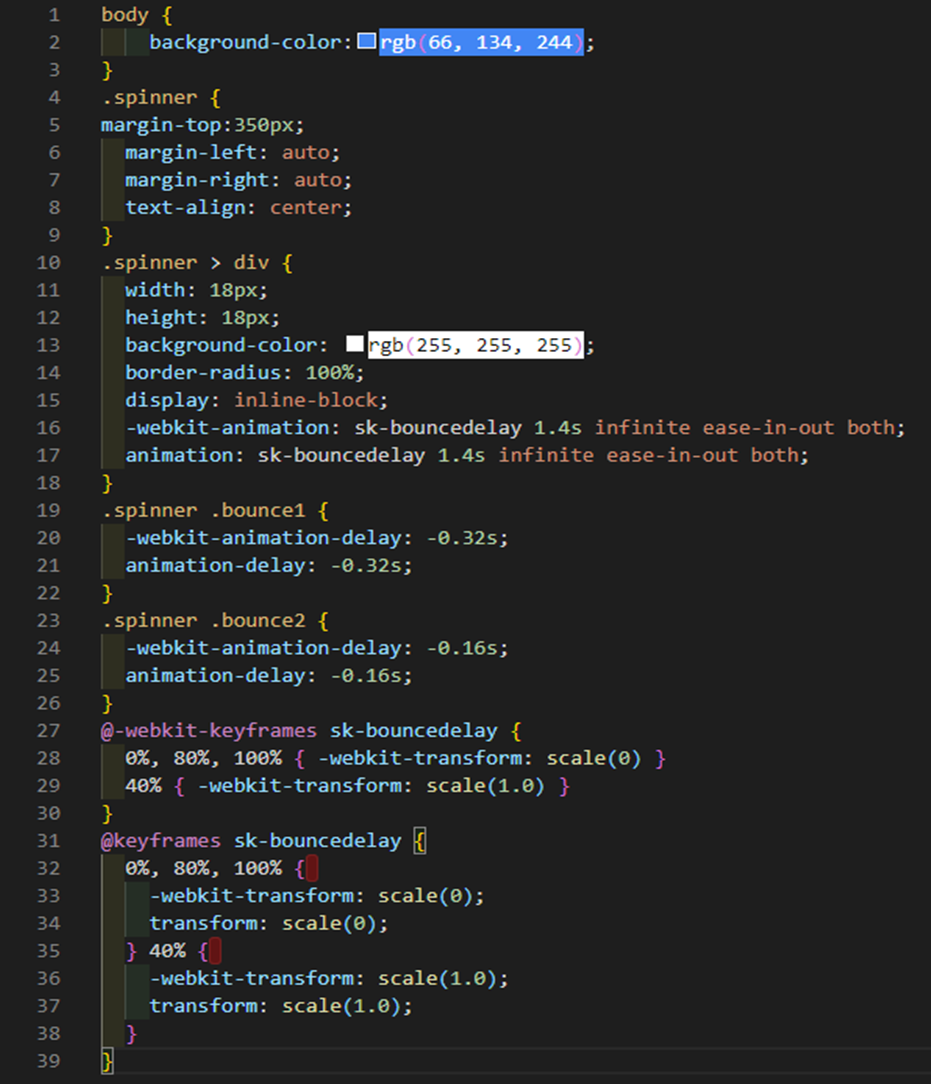 1 body {
2     background-color: rgb(66, 134, 244);
3 }
4 .spinner {
5 margin-top:350px;
6   margin-left: auto;
7   margin-right: auto;
8   text-align: center;
9 }
10 .spinner > div {
11   width: 18px;
12   height: 18px;
13   background-color: rgb(255, 255, 255);
14   border-radius: 100%;
15   display: inline-block;
16   -webkit-animation: sk-bouncedelay 1.4s infinite ease-in-out both;
17   animation: sk-bouncedelay 1.4s infinite ease-in-out both;
18 }
19 .spinner .bounce1 {
20   -webkit-animation-delay: -0.32s;
21   animation-delay: -0.32s;
22 }
23 .spinner .bounce2 {
24   -webkit-animation-delay: -0.16s;
25   animation-delay: -0.16s;
26 }
27 @-webkit-keyframes sk-bouncedelay {
28   0%, 80%, 100% { -webkit-transform: scale(0) }
29   40% { -webkit-transform: scale(1.0) }
30 }
31 @keyframes sk-bouncedelay {
32   0%, 80%, 100% {
33     -webkit-transform: scale(0);
34     transform: scale(0);
35   } 40% {
36     -webkit-transform: scale(1.0);
37     transform: scale(1.0);
38   }
39 }